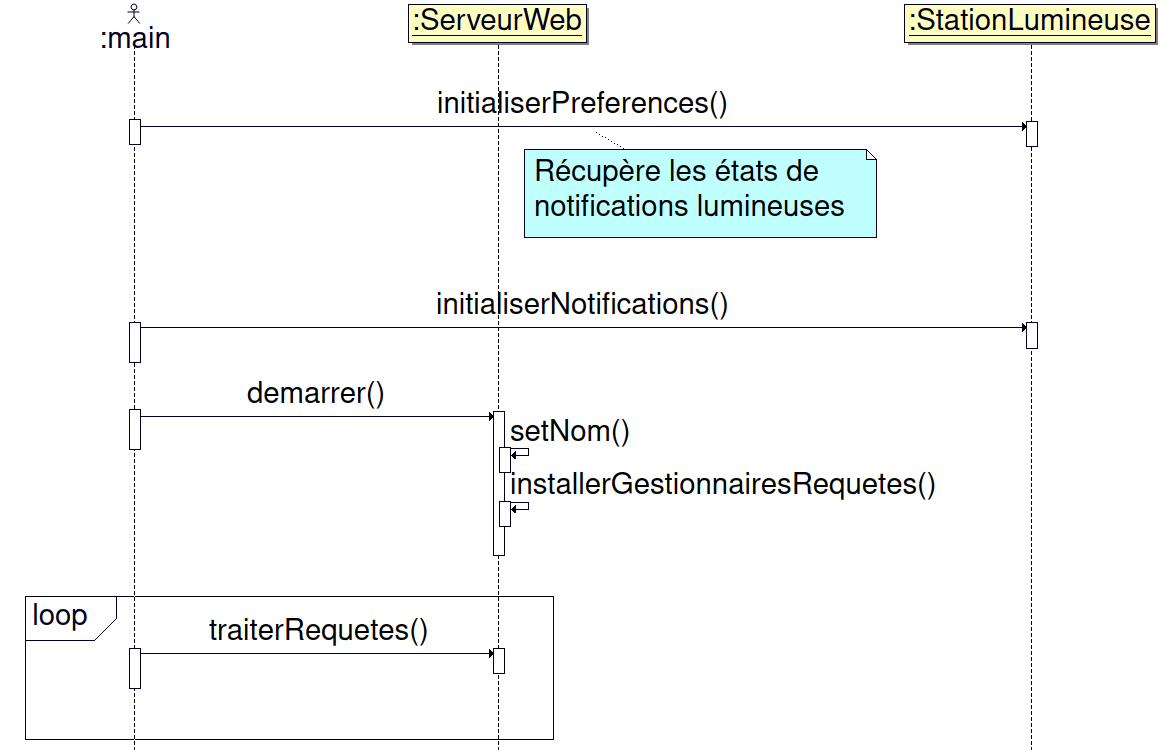 :main
:ServeurWeb
:StationLumineuse
initialiserPreferences()
Récupère les états de
notifications lumineuses
initialiserNotifications()
demarrer()
setNom()
installerGestionnairesRequetes()
loop
traiterRequetes()